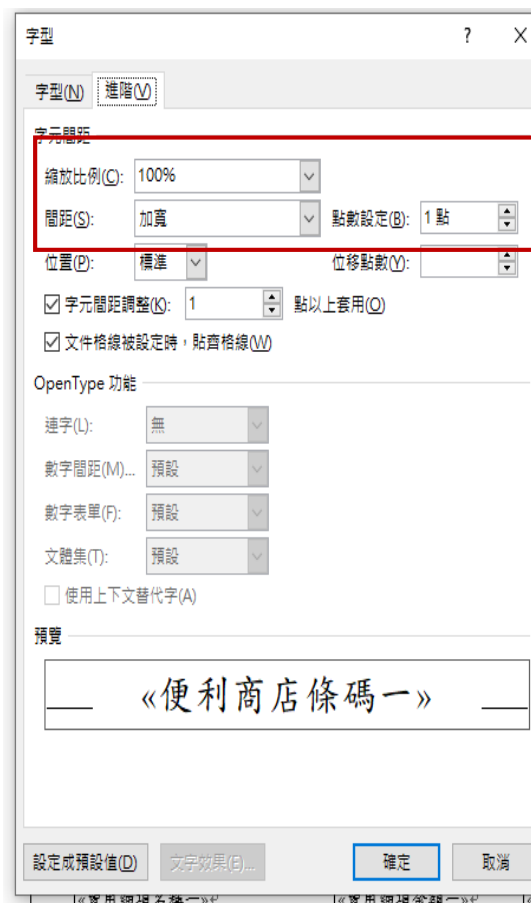 字型 ? ✕
字型(N) 進階(V)
字元間距
縮放比例(C): 100%
間距(S): 加寬 點數設定(B): 1 點
位置(P): 標準 位移點數(Y):
字元間距調整(K): 1 點以上套用(O)
文件格線被設定時，貼齊格線(W)
OpenType 功能
連字(L): 無
數字間距(M)... 預設
數字表單(F): 預設
文體集(T): 預設
使用上下文替代字(A)
預覽
«便利商店條碼一»
設定成預設值(D) 文字效果(E)... 確定 取消